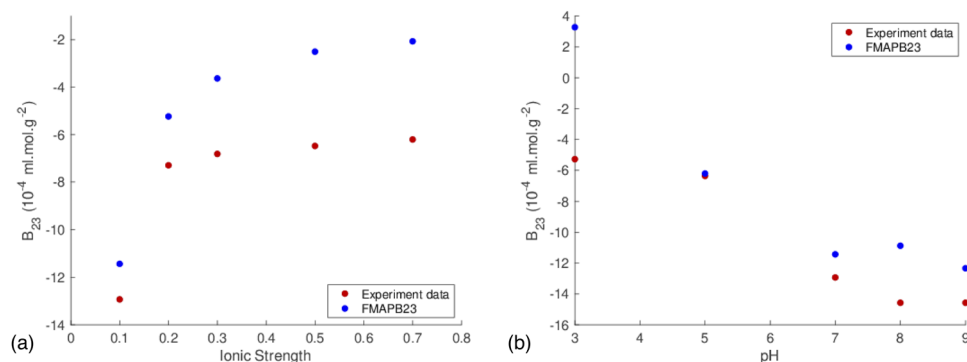 -2
-4
-6
-8
-10
-12
-14
B₂₃ (10⁻⁴ ml.mol.g⁻²)
0.1 0.2 0.3 0.4 0.5 0.6 0.7 0.8
Ionic Strength
Experiment data
FMAPB23
(a)
4
2
0
-2
-4
-6
-8
-10
-12
-14
-16
B₂₃ (10⁻⁴ ml.mol.g⁻²)
3 4 5 6 7 8 9
pH
Experiment data
FMAPB23
(b)